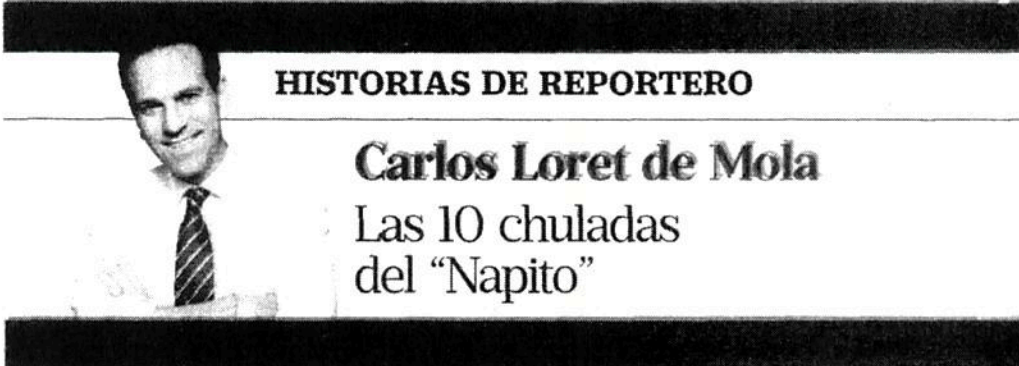 HISTORIAS DE REPORTERO
Carlos Loret de Mola
Las 10 chuladas
del “Napito”